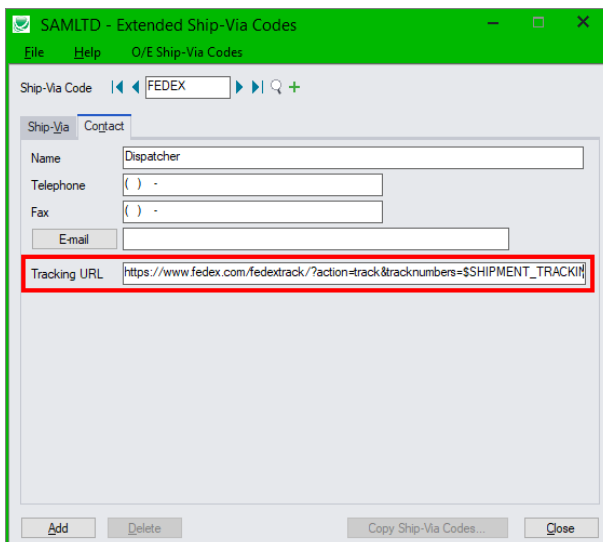 SAMLTD - Extended Ship-Via Codes
File Help O/E Ship-Via Codes
Ship-Via Code FEDEX
Ship-Via Contact
Name Dispatcher
Telephone ( ) -
Fax ( ) -
E-mail
Tracking URL https://www.fedex.com/fedextrack/?action=track&tracknumbers=$SHIPMENT_TRACKIN
Add Delete Copy Ship-Via Codes... Close